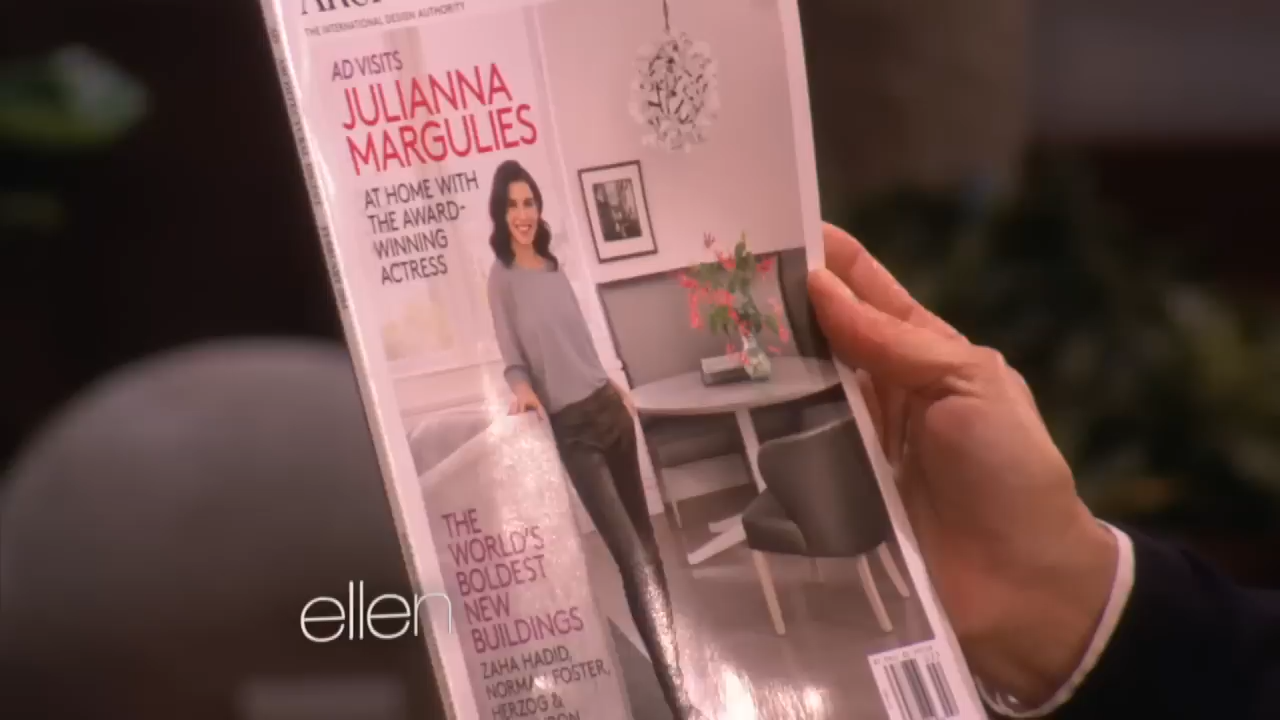 THE INTERNATIONAL DESIGN AUTHORITY
AD VISITS
JULIANNA
MARGULIES
AT HOME WITH
THE AWARD-
WINNING
ACTRESS
THE
WORLD'S
BOLDEST
NEW
BUILDINGS
ZAHA HADID,
NORMAN FOSTER,
HERZOG &
ellen